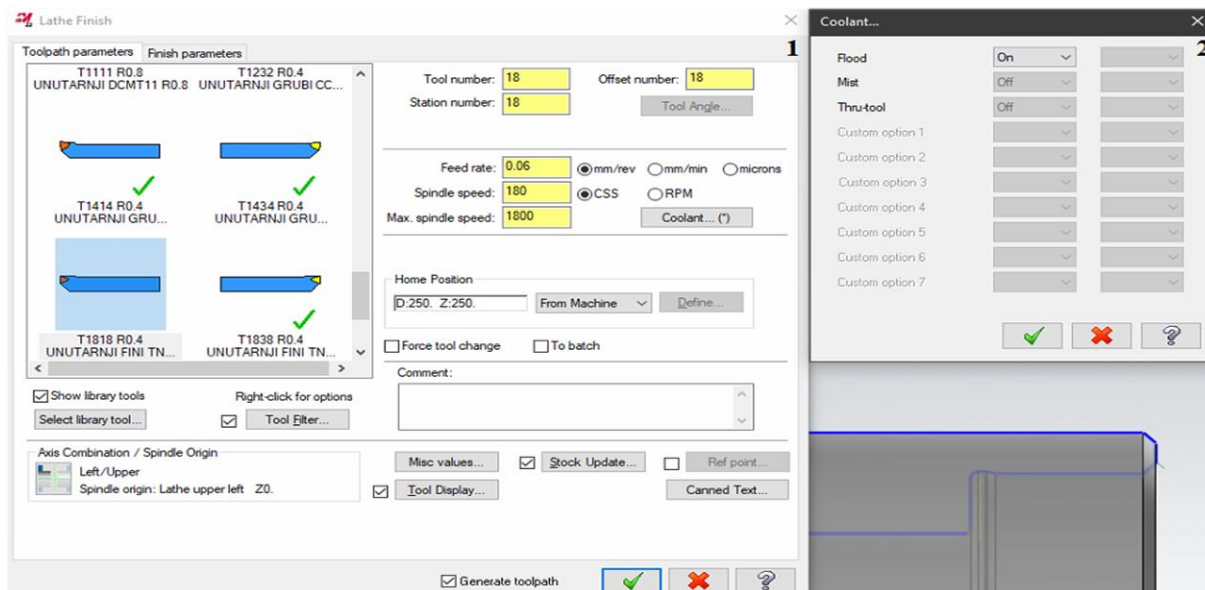 Lathe Finish
1
Toolpath parameters Finish parameters
T1111 R0.8 T1232 R0.4
UNUTARNJI DCMT11 R0.8 UNUTARNJI GRUBI CC...
T1414 R0.4 T1434 R0.4
UNUTARNJI GRU... UNUTARNJI GRU...
T1818 R0.4 T1838 R0.4
UNUTARNJI FINI TN... UNUTARNJI FINI TN...
Show library tools Right-click for options
Select library tool... Tool Filter...
Axis Combination / Spindle Origin
Left/Upper
Spindle origin: Lathe upper left Z0.
Tool number: 18 Offset number: 18
Station number: 18 Tool Angle...
Feed rate: 0.06 mm/rev mm/min microns
Spindle speed: 180 CSS RPM
Max. spindle speed: 1800 Coolant... (*)
Home Position
D:250. Z:250. From Machine Define...
Force tool change To batch
Comment:
Misc values... Stock Update... Ref point...
Tool Display... Canned Text...
Generate toolpath
Coolant...
2
Flood On
Mist Off
Thru-tool Off
Custom option 1
Custom option 2
Custom option 3
Custom option 4
Custom option 5
Custom option 6
Custom option 7